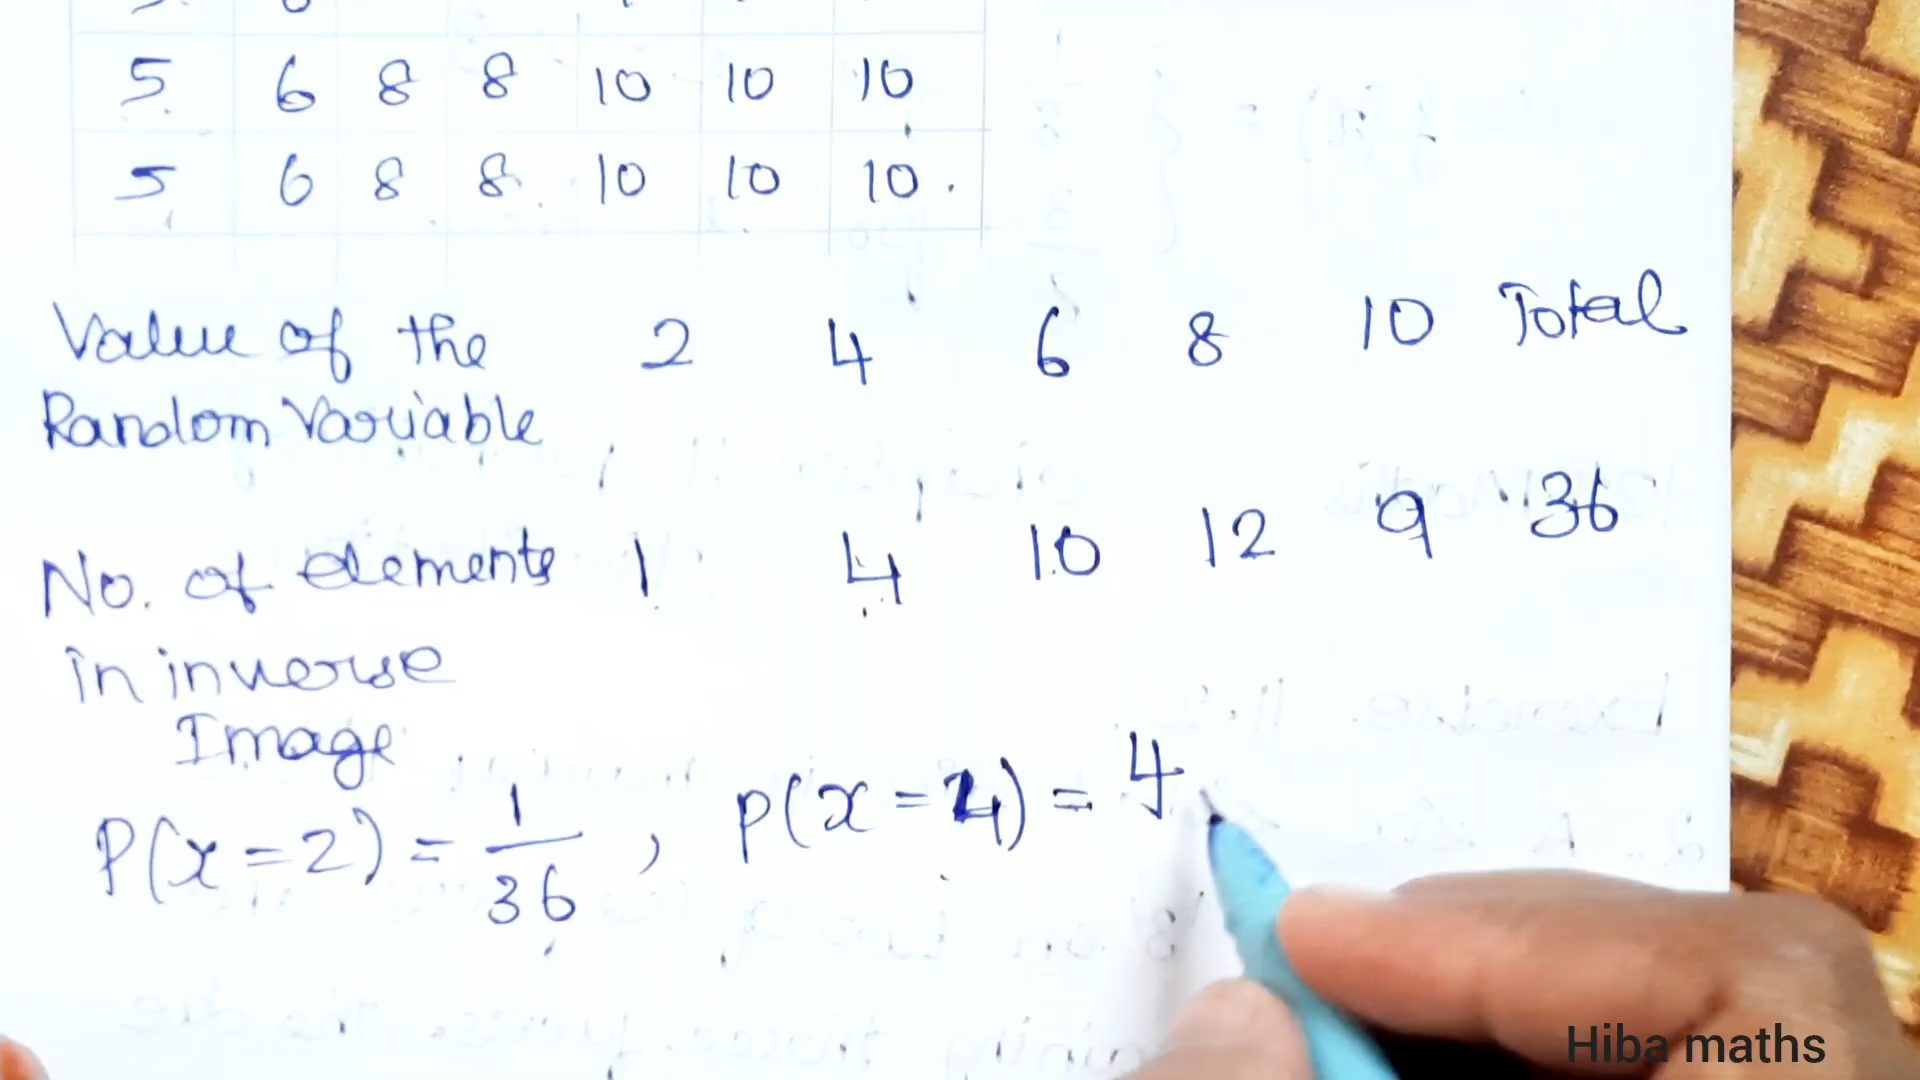 5 6 8 8 10 10 10
5 6 8 8 10 10 10 .
Value of the 2 4 6 8 10 Total
Random Variable
No. of elements 1 4 10 12 9 36
in inverse
Image
P(x=2) = 1/36 , P(x=4) = 4
Hiba maths